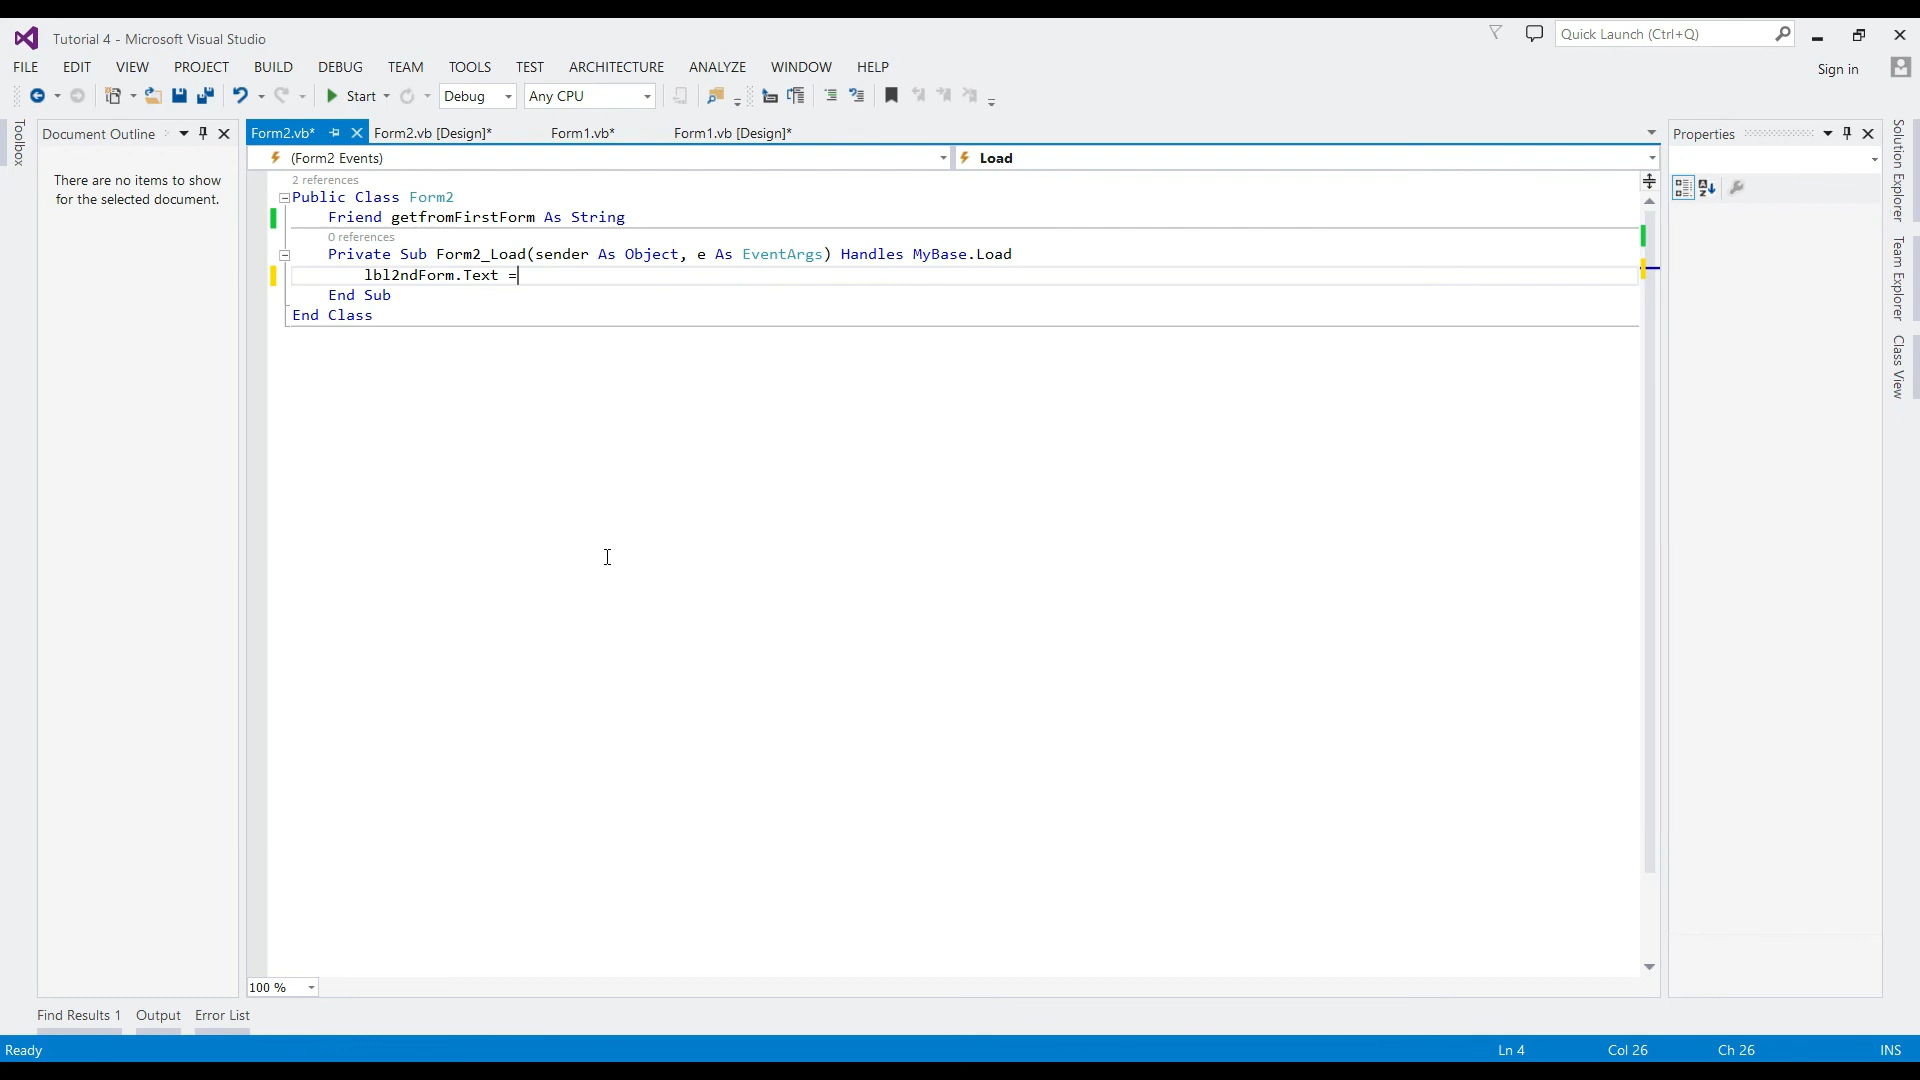 Tutorial 4 - Microsoft Visual Studio
Quick Launch (Ctrl+Q)
FILE EDIT VIEW PROJECT BUILD DEBUG TEAM TOOLS TEST ARCHITECTURE ANALYZE WINDOW HELP
Sign in
Start Debug Any CPU
Toolbox
Document Outline
There are no items to show
for the selected document.
Form2.vb* Form2.vb [Design]* Form1.vb* Form1.vb [Design]*
(Form2 Events) Load
2 references
Public Class Form2
Friend getfromFirstForm As String
0 references
Private Sub Form2_Load(sender As Object, e As EventArgs) Handles MyBase.Load
lbl2ndForm.Text =
End Sub
End Class
100 %
Properties
Solution Explorer
Team Explorer
Class View
Find Results 1 Output Error List
Ready Ln 4 Col 26 Ch 26 INS